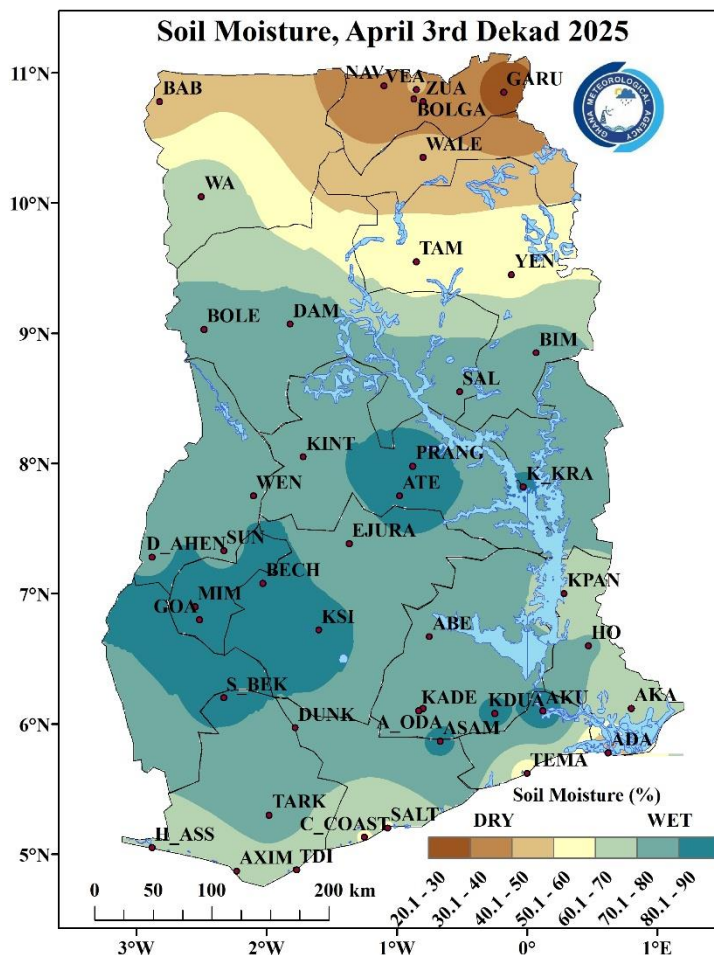 Soil Moisture, April 3rd Dekad 2025
11°N
10°N
9°N
8°N
7°N
6°N
5°N
NAV
VEA
ZUA
GARU
BAB
BOLGA
WALE
WA
TAM
YEN
BOLE
DAM
BIM
SAL
KINT
PRANG
WEN
ATE
K_KRA
EJURA
D_AHEN
SUN
BECH
KPAN
GOA
MIM
KSI
ABE
HO
S_BEK
KADE
KDUA
AKU
AKA
DUNK
A_ODA
ASAM
ADA
TEMA
TARK
C_COAST
SALT
H_ASS
AXIM
TDI
GHANA METEOROLOGICAL AGENCY
Soil Moisture (%)
DRY WET
20.1 - 30
30.1 - 40
40.1 - 50
50.1 - 60
60.1 - 70
70.1 - 80
80.1 - 90
0 50 100 200 km
3°W 2°W 1°W 0° 1°E